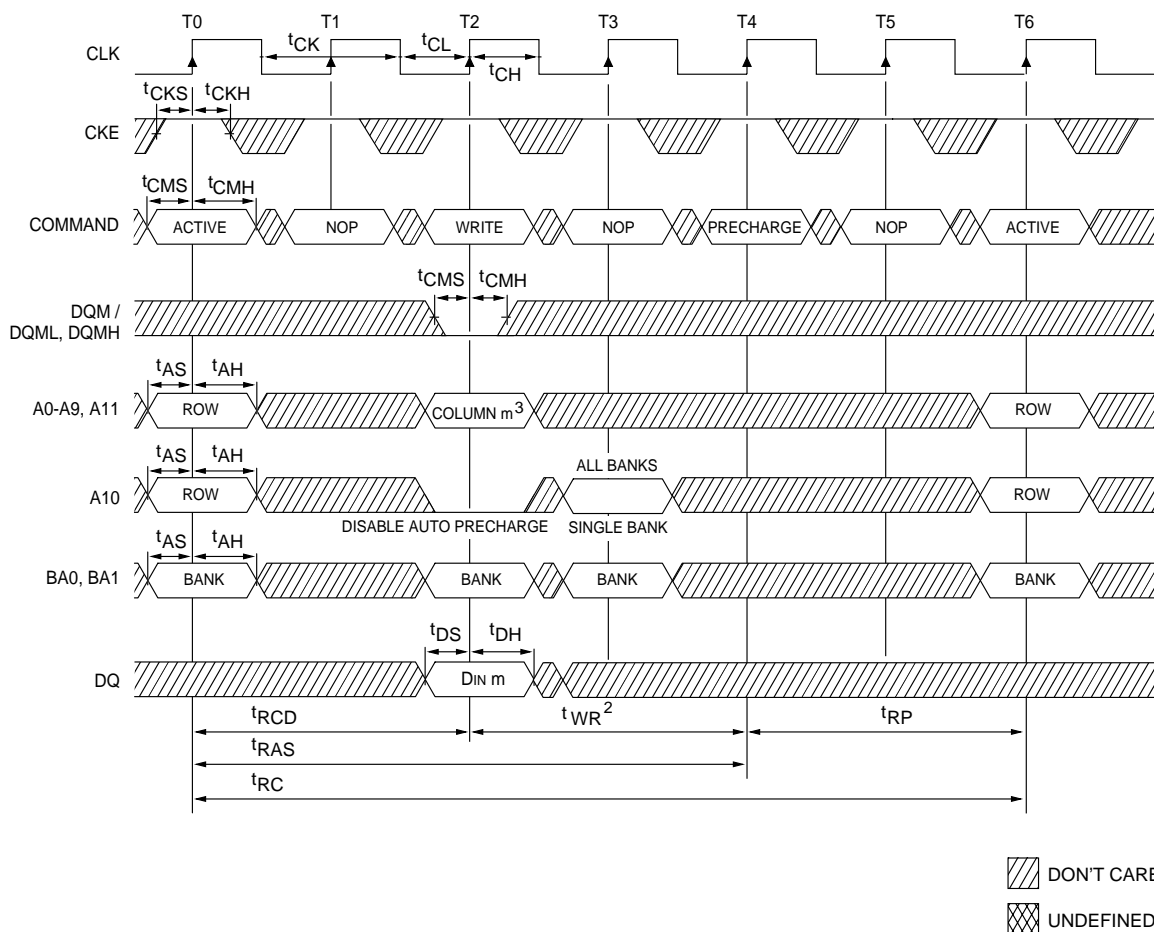 T0 T1 T2 T3 T4 T5 T6
CLK tCK tCL tCH
tCKS tCKH
CKE
tCMS tCMH
COMMAND ACTIVE NOP WRITE NOP PRECHARGE NOP ACTIVE
tCMS tCMH
DQM /
DQML, DQMH
tAS tAH
A0-A9, A11 ROW COLUMN m3 ROW
tAS tAH ALL BANKS
A10 ROW ROW
DISABLE AUTO PRECHARGE SINGLE BANK
tAS tAH
BA0, BA1 BANK BANK BANK BANK
tDS tDH
DQ DIN m
tRCD tWR2 tRP
tRAS
tRC
DON'T CARE
UNDEFINED